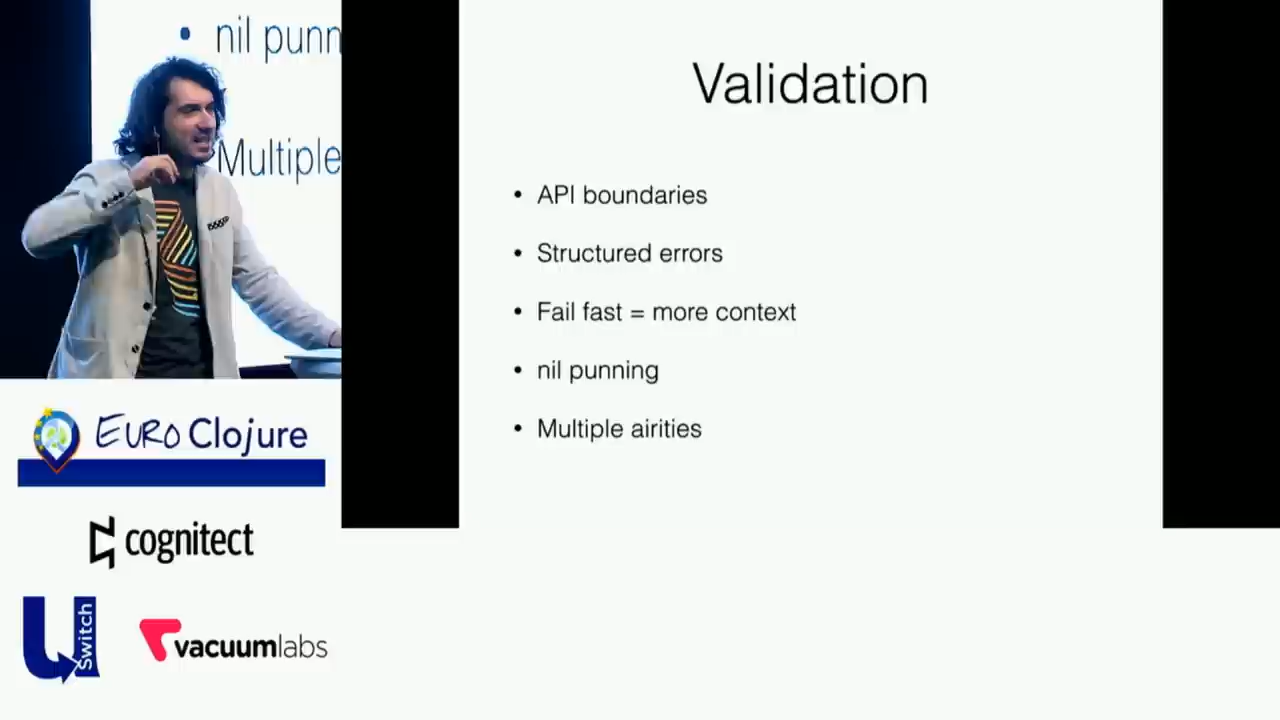 nil punn
Multiple
Validation
• API boundaries
• Structured errors
• Fail fast = more context
• nil punning
• Multiple airities
EURO Clojure
cognitect
uSwitch
vacuumlabs